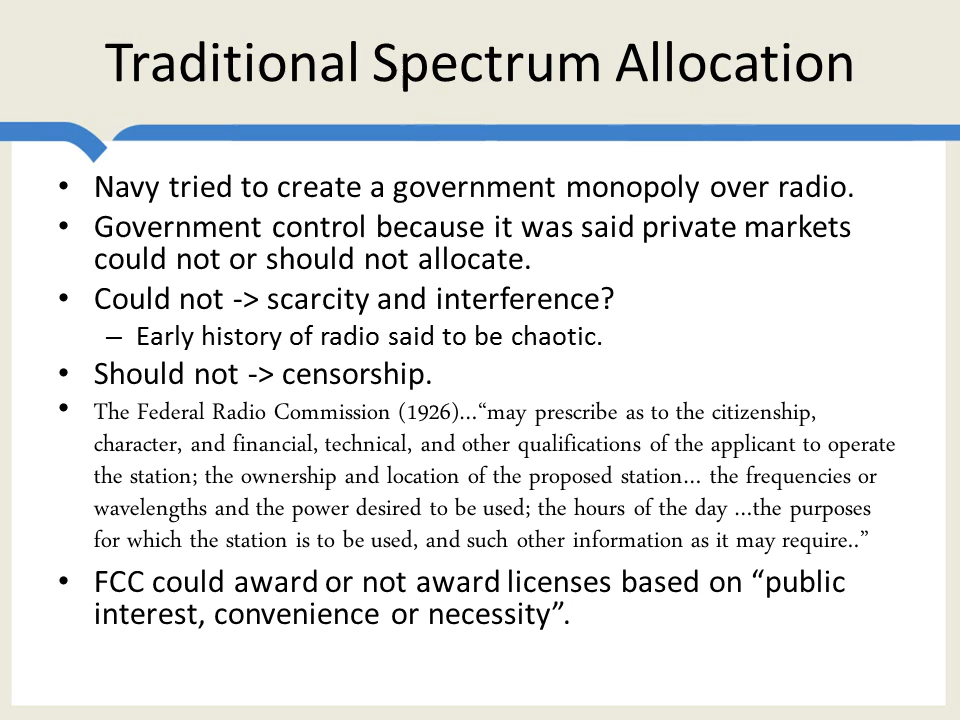 Traditional Spectrum Allocation
• Navy tried to create a government monopoly over radio.
• Government control because it was said private markets
could not or should not allocate.
• Could not -> scarcity and interference?
– Early history of radio said to be chaotic.
• Should not -> censorship.
• The Federal Radio Commission (1926)…“may prescribe as to the citizenship,
character, and financial, technical, and other qualifications of the applicant to operate
the station; the ownership and location of the proposed station… the frequencies or
wavelengths and the power desired to be used; the hours of the day …the purposes
for which the station is to be used, and such other information as it may require..”
• FCC could award or not award licenses based on “public
interest, convenience or necessity”.